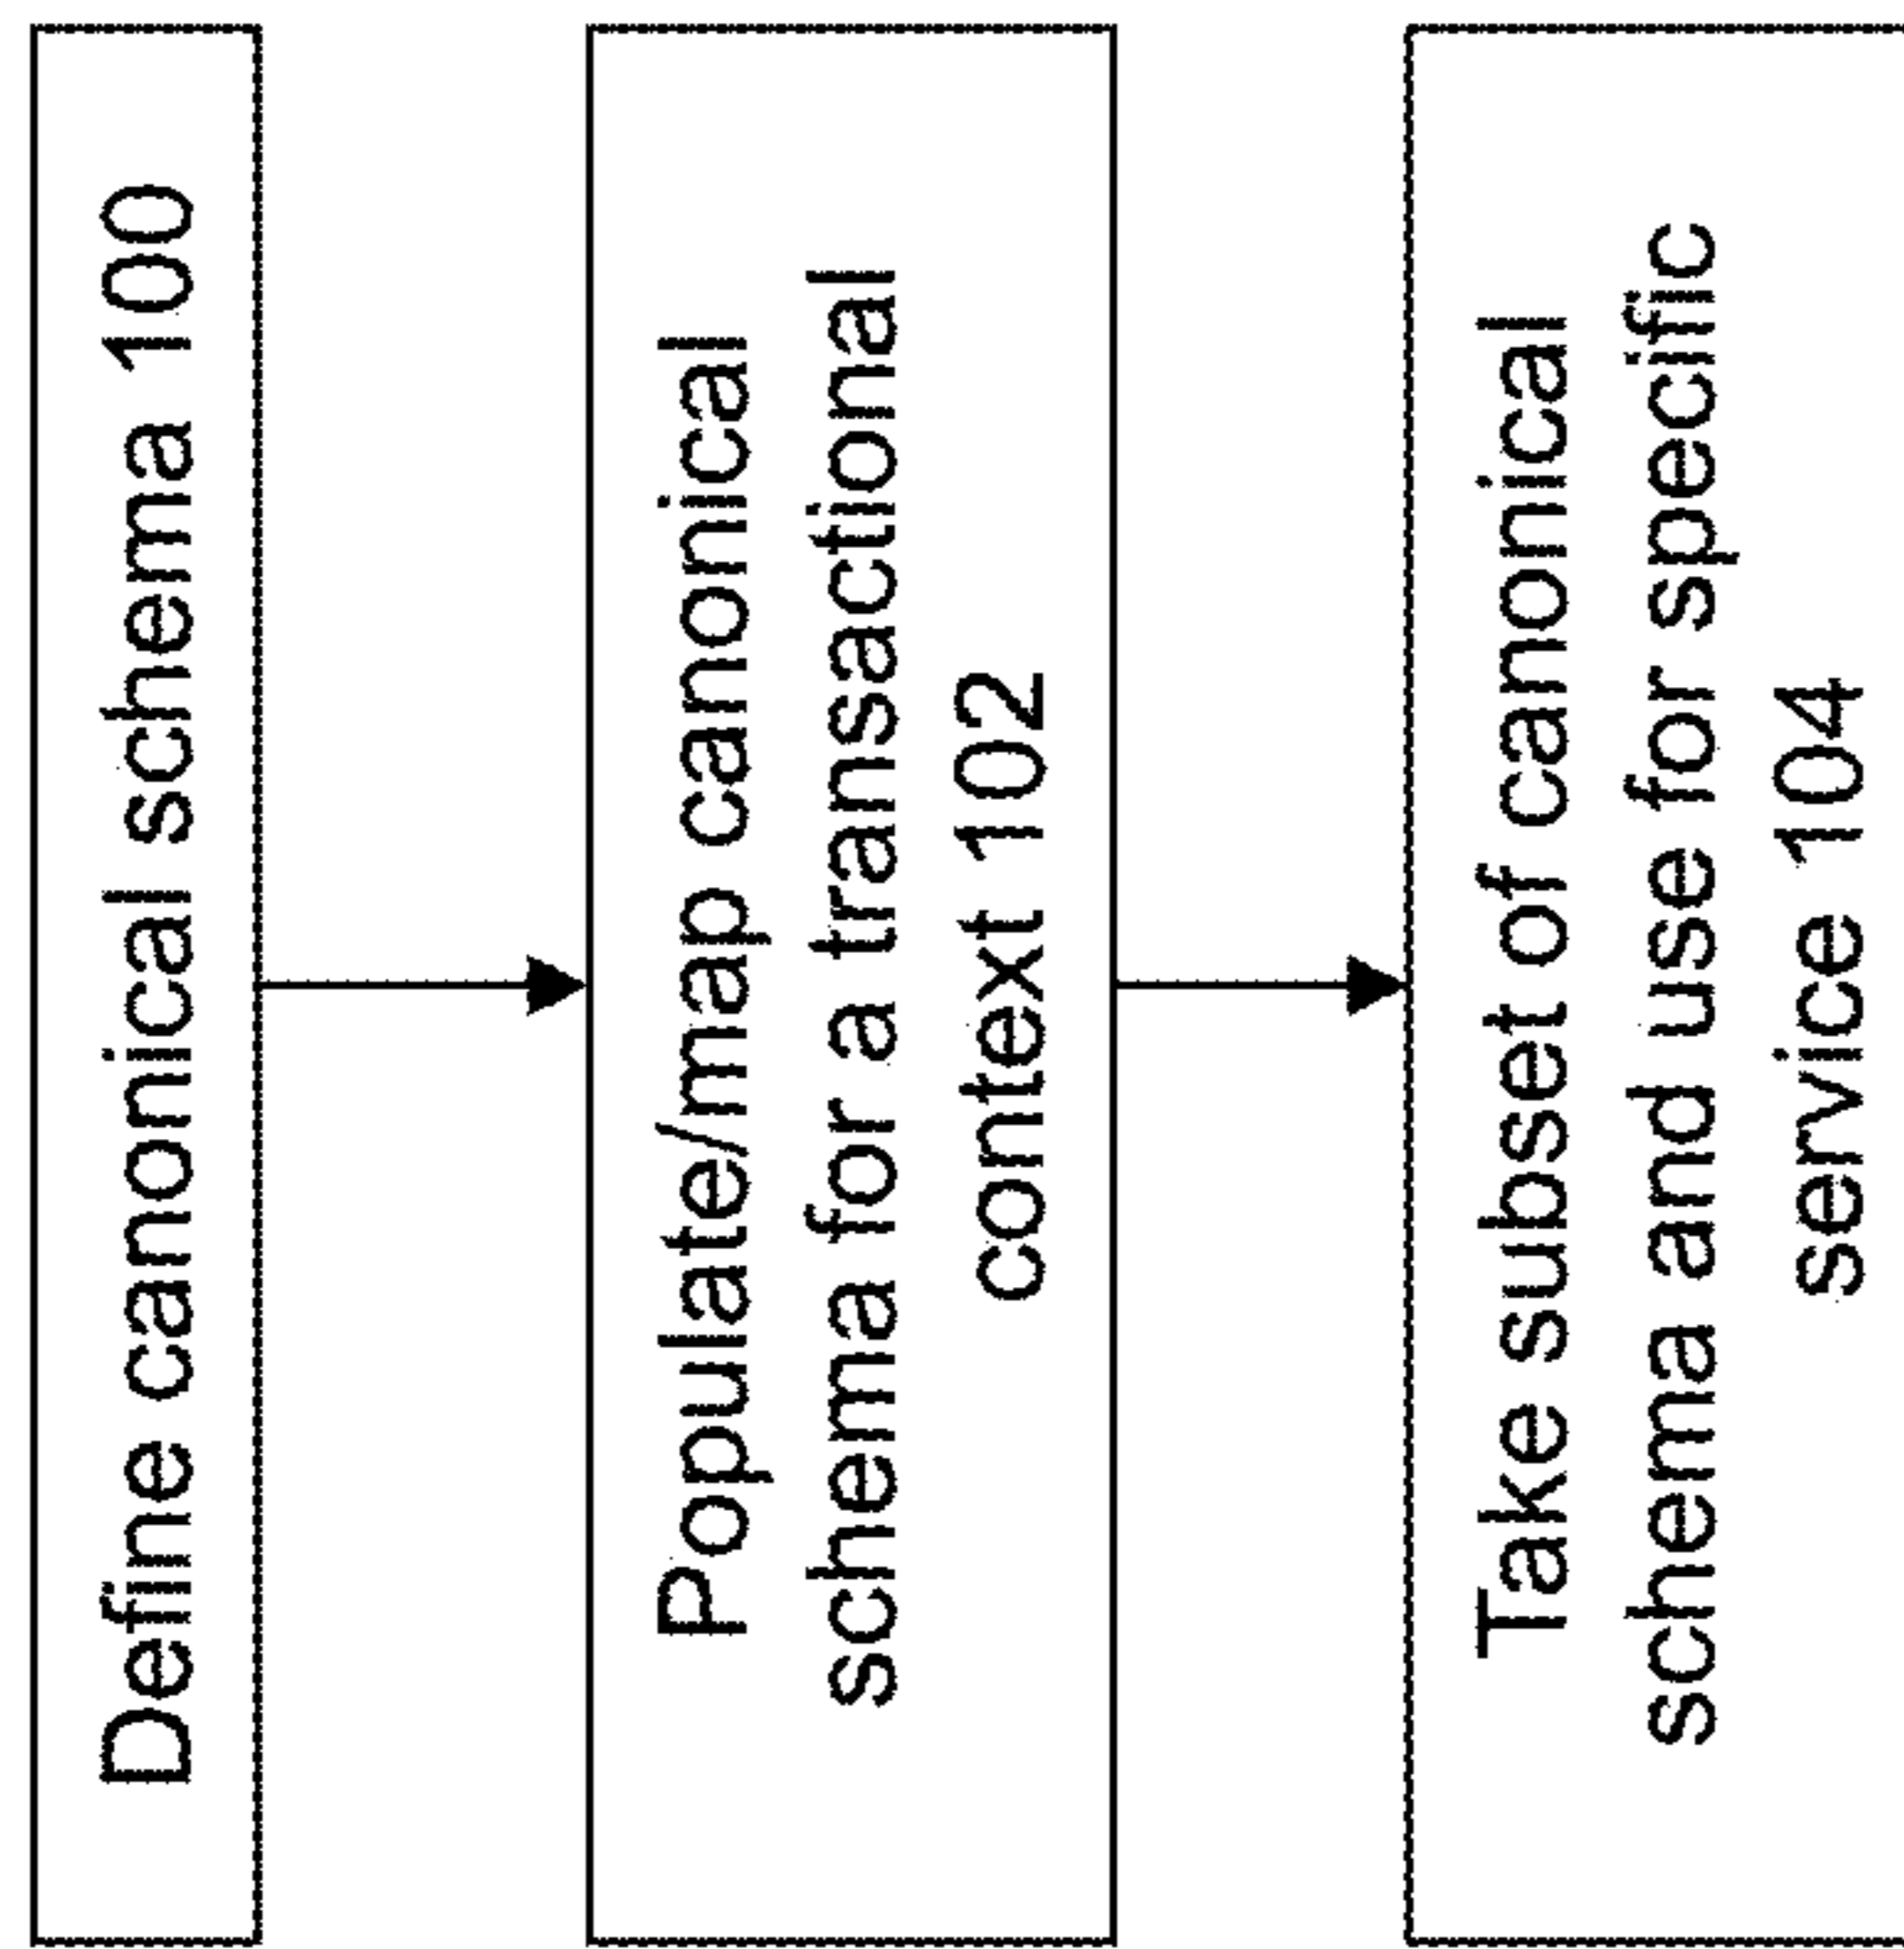 Define canonical schema 100
Populate/map canonical
schema for a transactional
context 102
Take subset of canonical
schema and use for specific
service 104